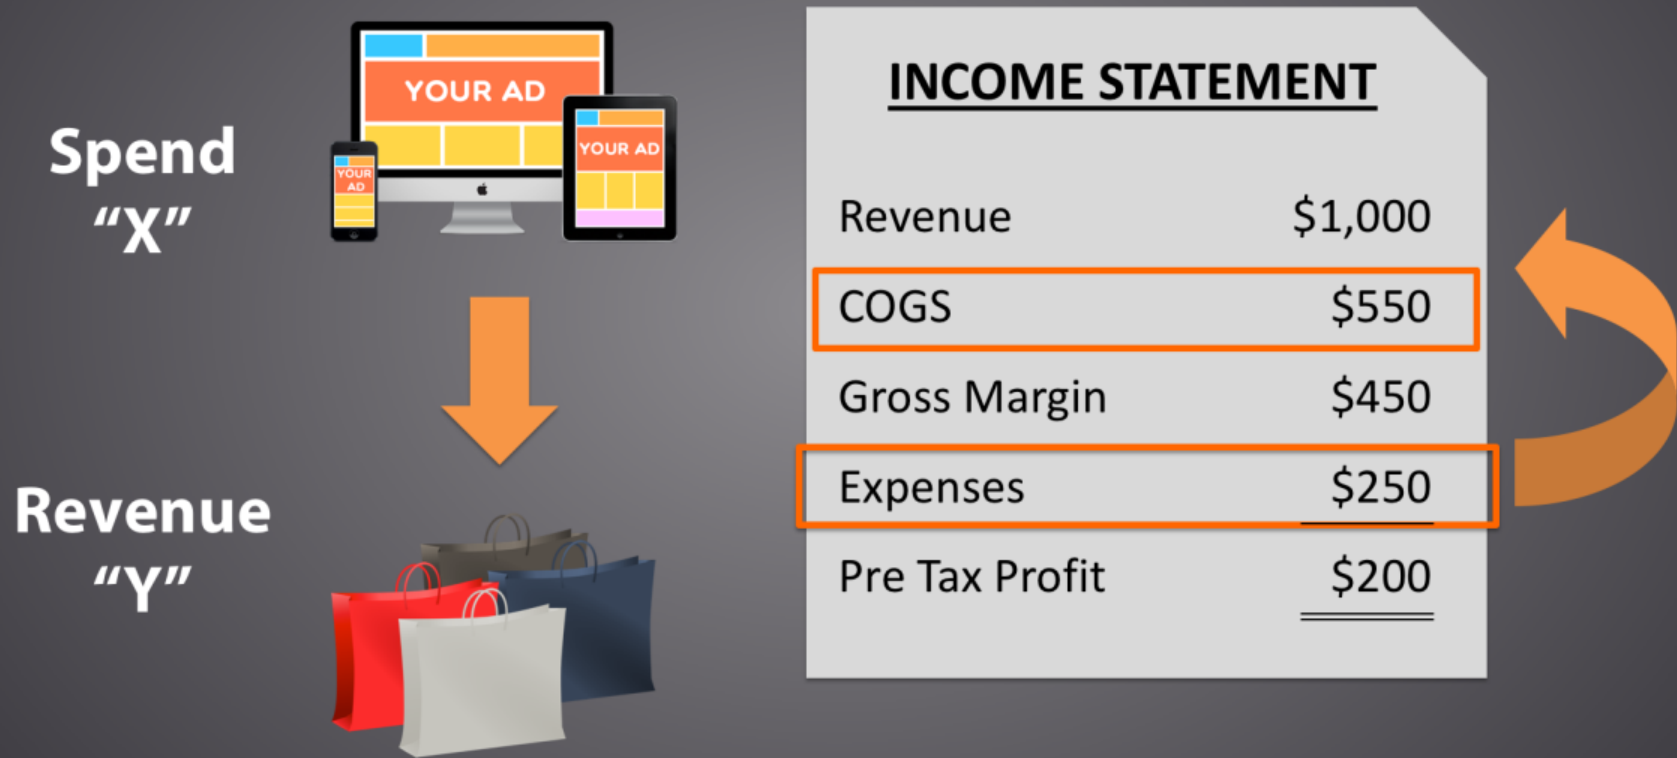 Spend
“X”
YOUR AD
YOUR AD
YOUR
AD
Revenue
“Y”
INCOME STATEMENT
Revenue $1,000
COGS $550
Gross Margin $450
Expenses $250
Pre Tax Profit $200